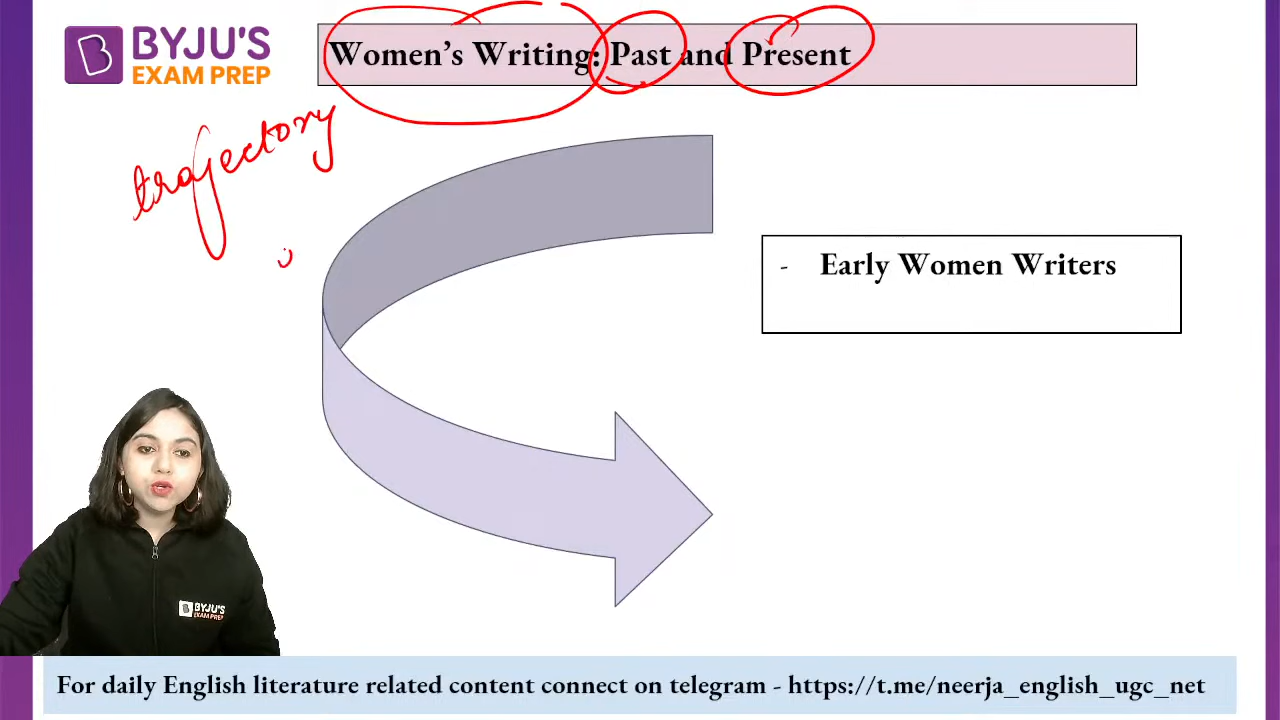 BYJU'S
EXAM PREP
Women's Writing: Past and Present
trajectory
- Early Women Writers
BYJU'S
EXAM PREP
For daily English literature related content connect on telegram - https://t.me/neerja_english_ugc_net